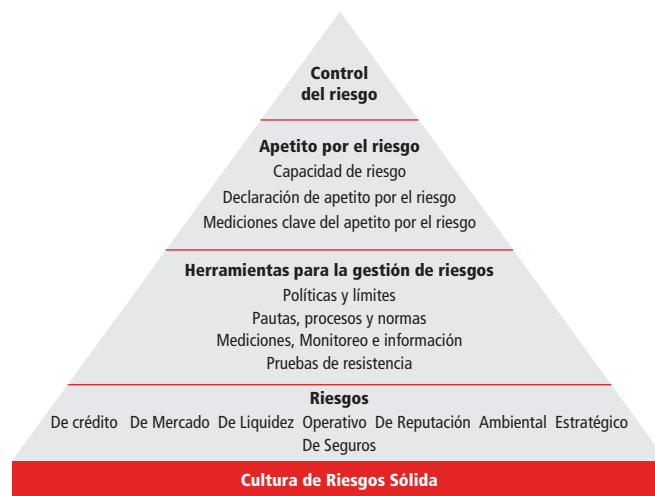 Control
del riesgo
Apetito por el riesgo
Capacidad de riesgo
Declaración de apetito por el riesgo
Mediciones clave del apetito por el riesgo
Herramientas para la gestión de riesgos
Políticas y límites
Pautas, procesos y normas
Mediciones, Monitoreo e información
Pruebas de resistencia
Riesgos
De crédito De Mercado De Liquidez Operativo De Reputación Ambiental Estratégico
De Seguros
Cultura de Riesgos Sólida